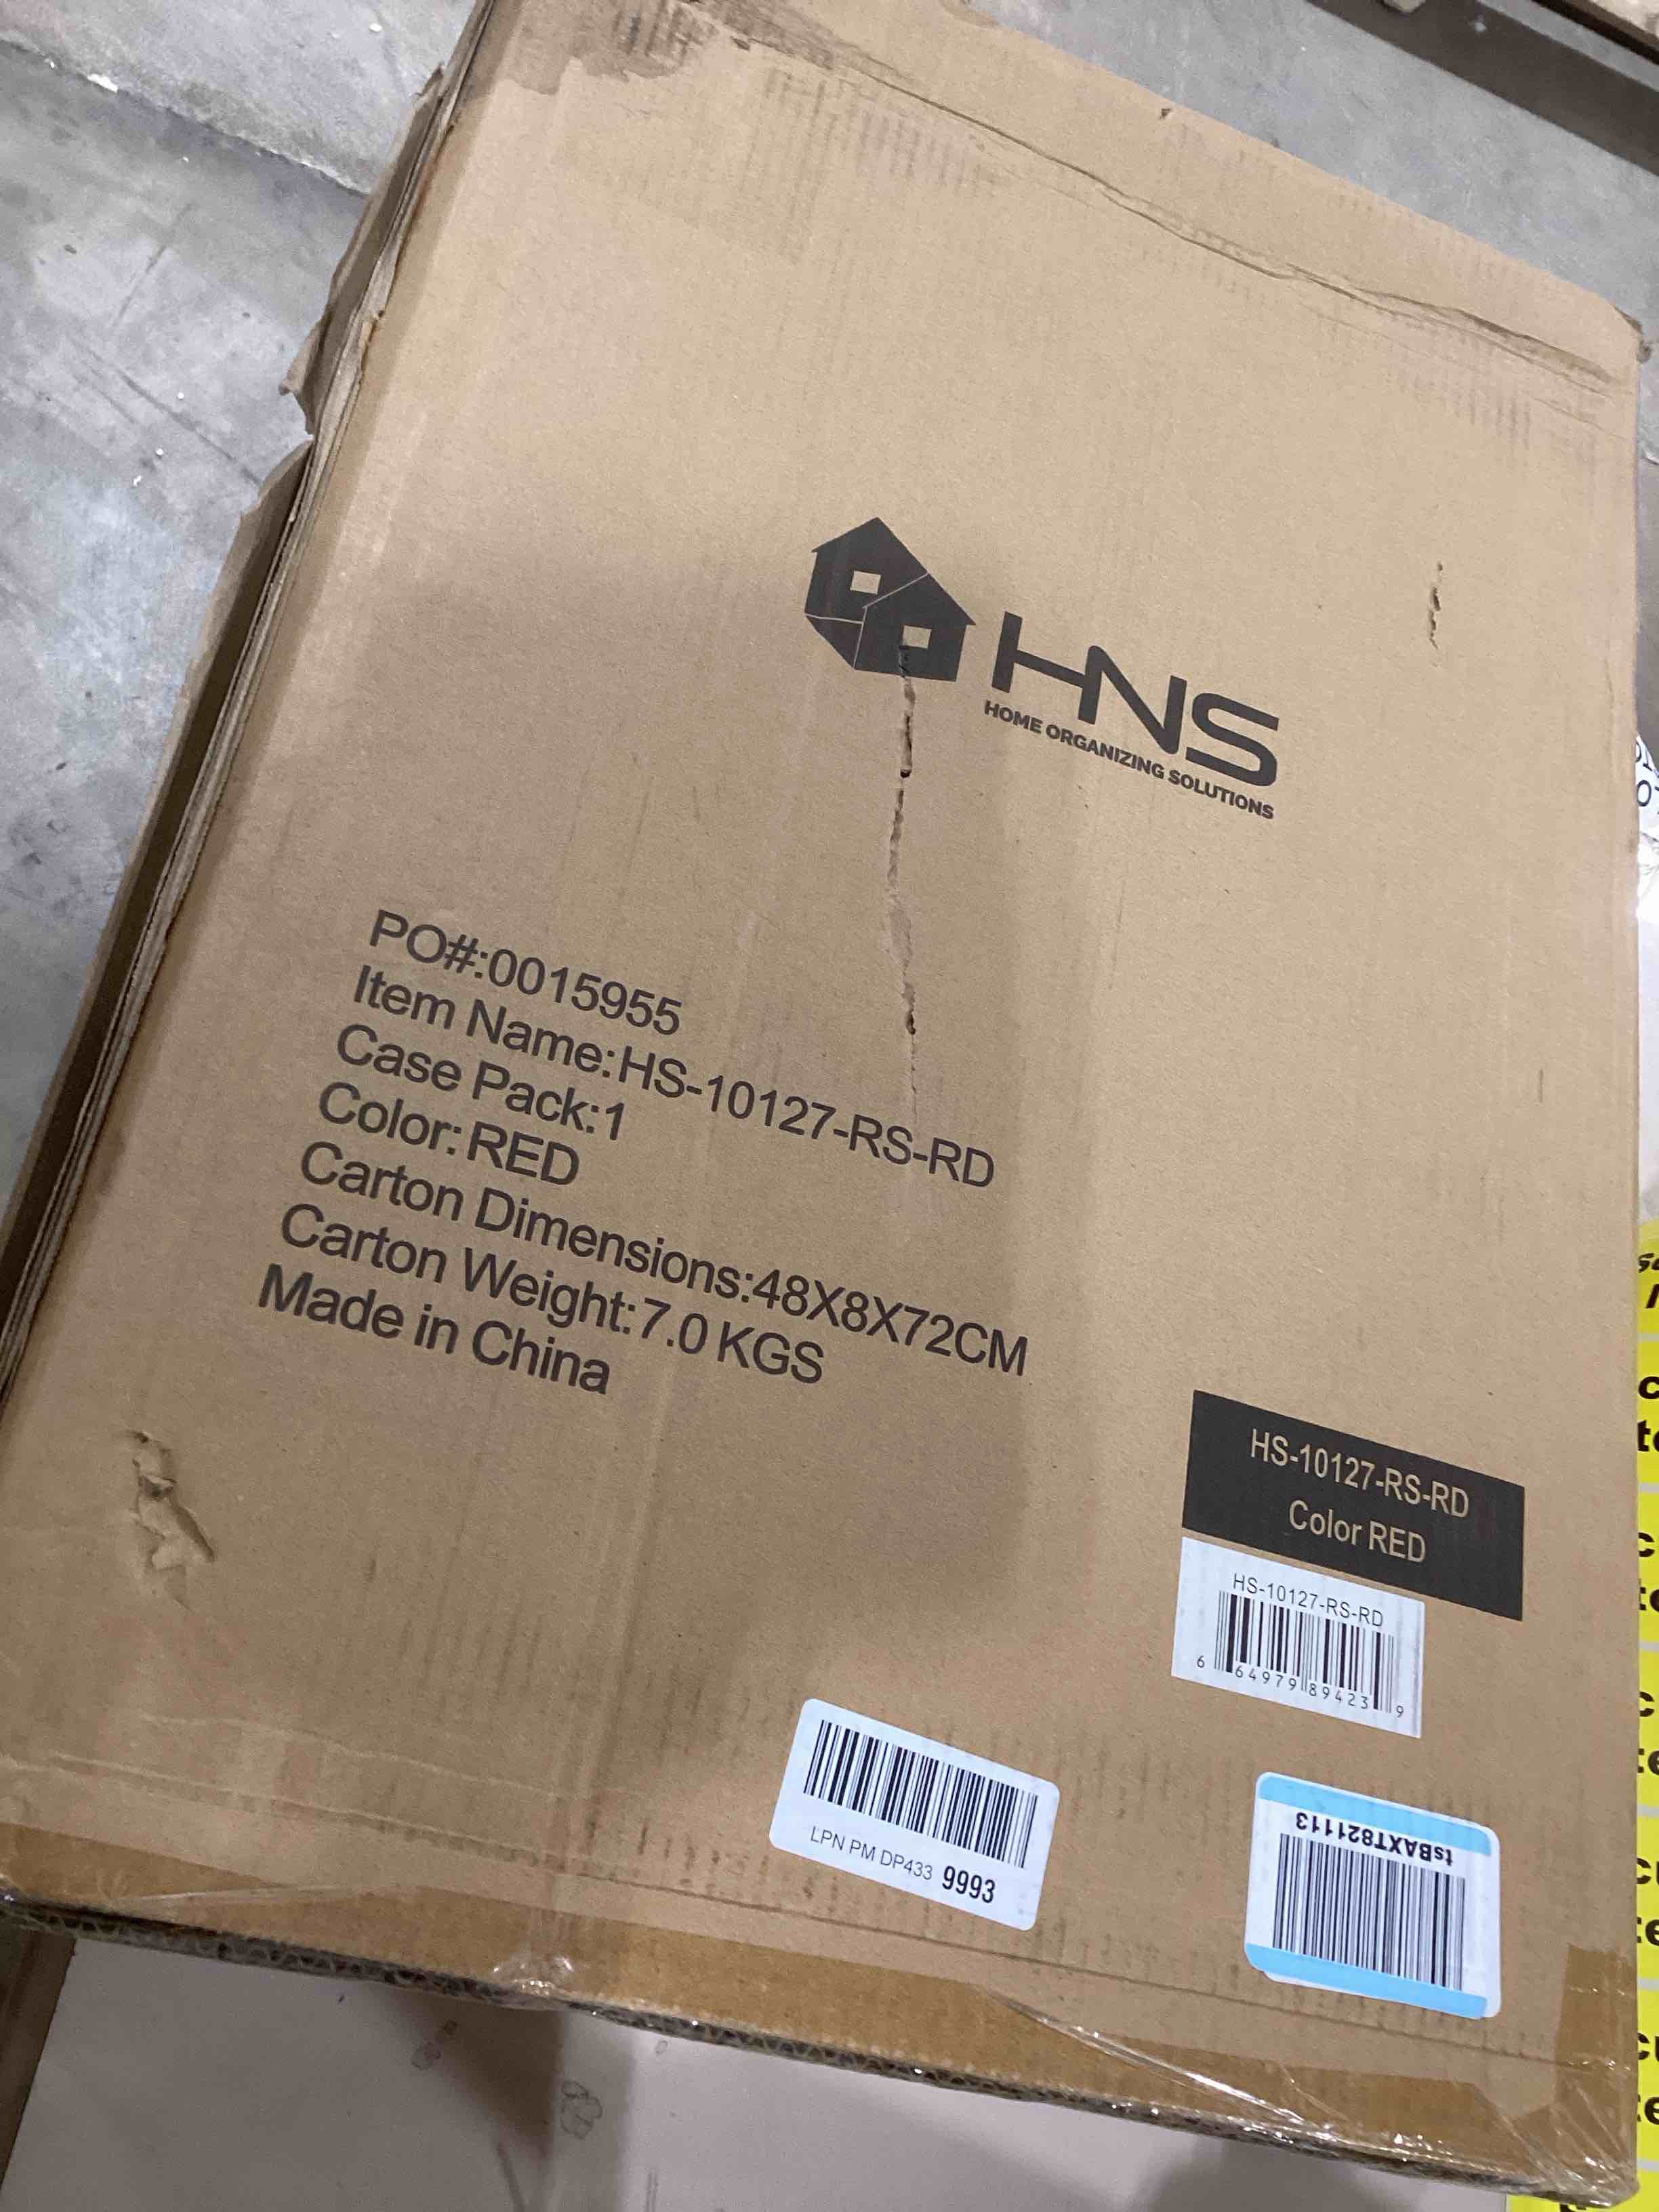 HNS
HOME ORGANIZING SOLUTIONS
PO#:0015955
Item Name:HS-10127-RS-RD
Case Pack:1
Color:RED
Carton Dimensions:48X8X72CM
Carton Weight:7.0 KGS
Made in China
HS-10127-RS-RD
Color RED
HS-10127-RS-RD
6 64979 89423 9
LPN PM DP433 9993
tsBAXT821113